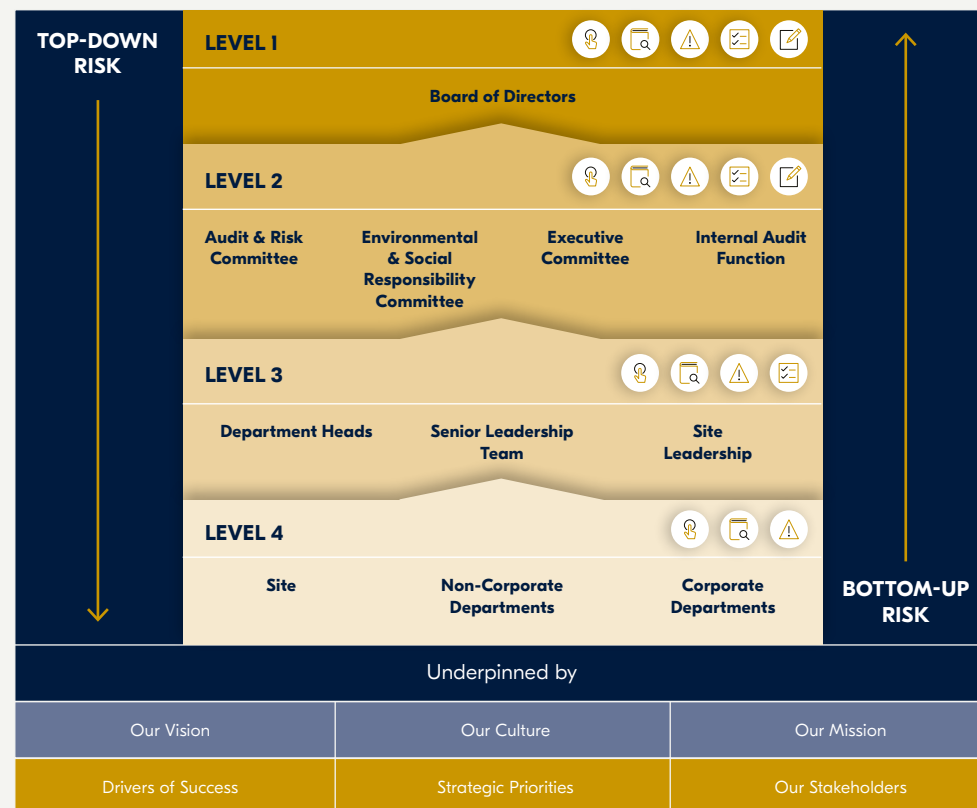 TOP-DOWN
RISK
LEVEL 1
Board of Directors
LEVEL 2
Audit & Risk
Committee
Environmental
& Social
Responsibility
Committee
Executive
Committee
Internal Audit
Function
LEVEL 3
Department Heads
Senior Leadership
Team
Site
Leadership
LEVEL 4
Site
Non-Corporate
Departments
Corporate
Departments
BOTTOM-UP
RISK
Underpinned by
Our Vision
Our Culture
Our Mission
Drivers of Success
Strategic Priorities
Our Stakeholders